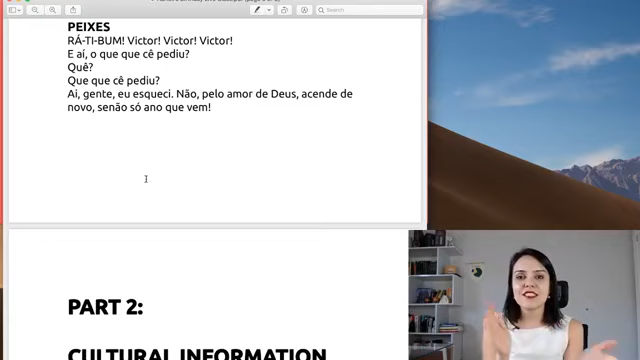 Search
PEIXES
RÁ-TI-BUM! Victor! Victor! Victor!
E aí, o que que cê pediu?
Quê?
Que que cê pediu?
Ai, gente, eu esqueci. Não, pelo amor de Deus, acende de
novo, senão só ano que vem!
PART 2:
CULTURAL INFORMATION